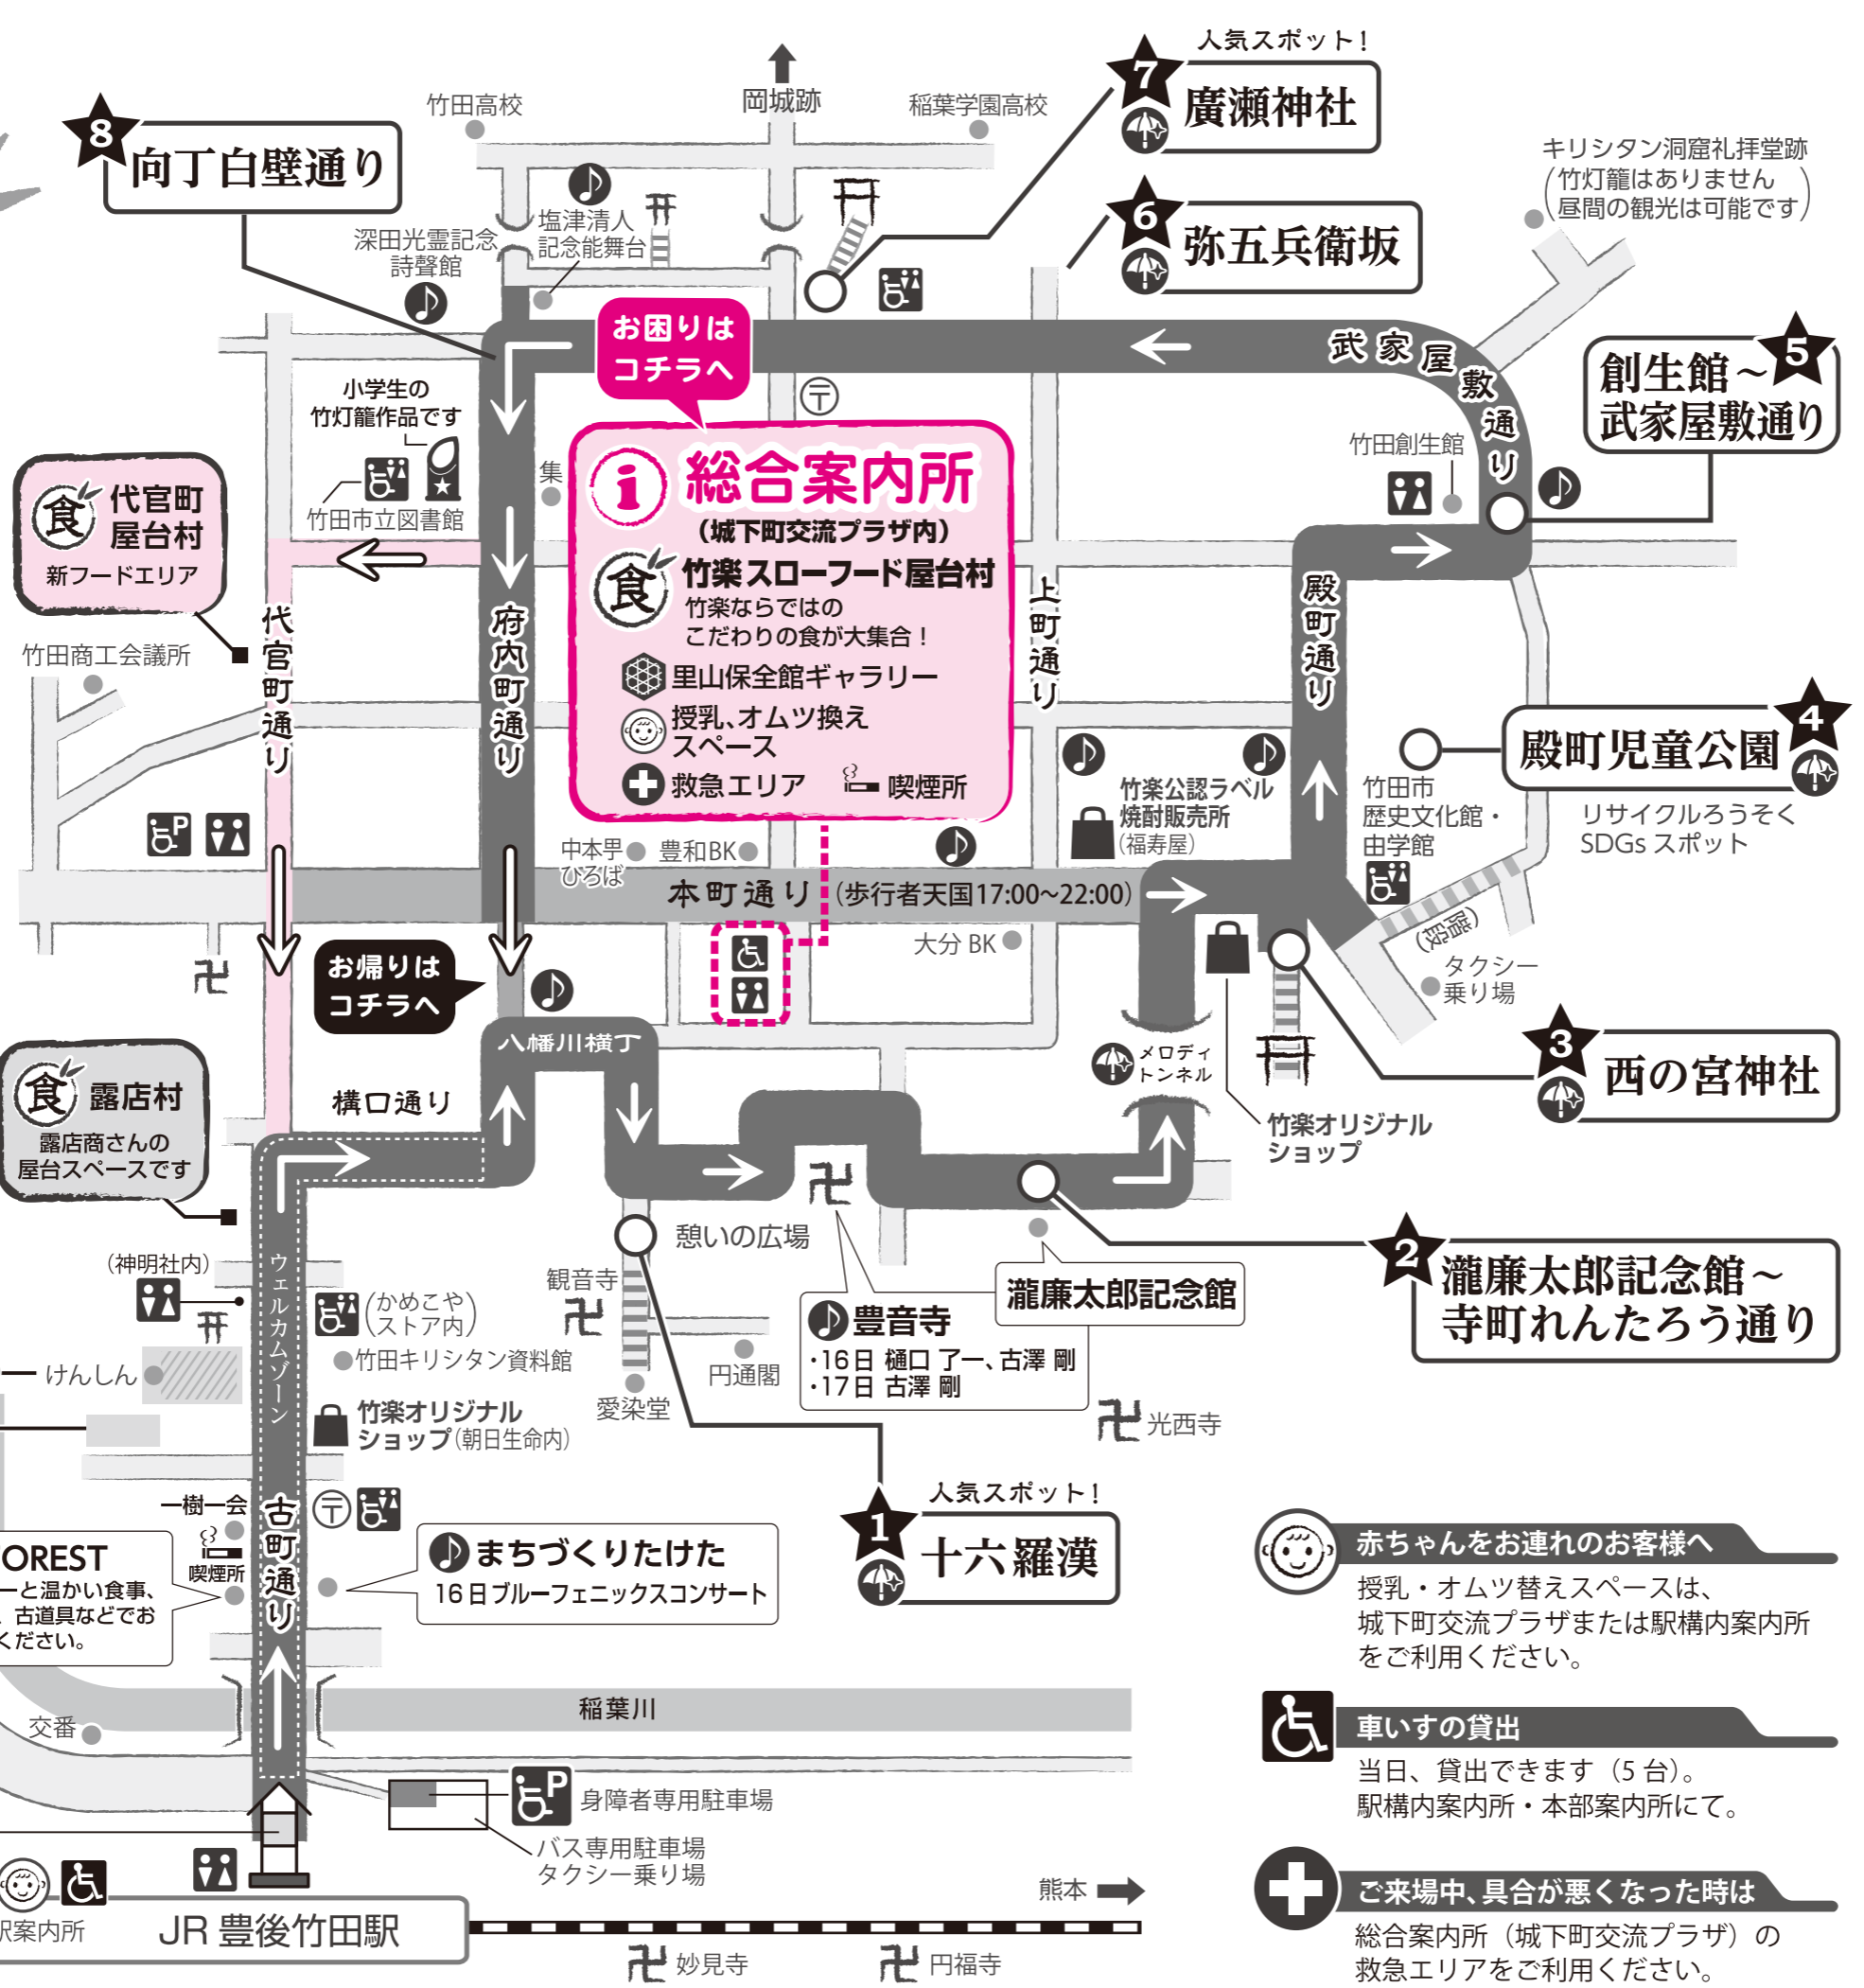 人気スポット!
7
廣瀬神社
岡城跡
竹田高校
稲葉学園高校
8
向丁白壁通り
キリシタン洞窟礼拝堂跡
(竹灯籠はありません
昼間の観光は可能です)
6
弥五兵衛坂
塩津清人
記念能舞台
深田光霊記念
詩聲館
お困りは
コチラへ
武家屋敷通り
5
創生館～
武家屋敷通り
小学生の
竹灯籠作品です
竹田市立図書館
集
〒
竹田創生館
i 総合案内所
(城下町交流プラザ内)
食 竹楽スローフード屋台村
竹楽ならではの
こだわりの食が大集合!
里山保全館ギャラリー
授乳、オムツ換え
スペース
救急エリア 喫煙所
食 代官町
屋台村
新フードエリア
代官町通り
府内町通り
上町通り
殿町通り
竹田商工会議所
4
殿町児童公園
リサイクルろうそく
SDGs スポット
竹楽公認ラベル
焼酎販売所
(福寿屋)
竹田市
歴史文化館・
由学館
P
中本早
ひろば
豊和BK
本町通り (歩行者天国17:00~22:00)
大分 BK
(階段)
タクシー
乗り場
お帰りは
コチラへ
八幡川横丁
メロディ
トンネル
3
西の宮神社
竹楽オリジナル
ショップ
食 露店村
露店商さんの
屋台スペースです
横口通り
憩いの広場
2
瀧廉太郎記念館～
寺町れんたろう通り
(神明社内)
ウェルカムゾーン
(かめこや
ストア内)
観音寺
瀧廉太郎記念館
豊音寺
・16日 樋口 了一、古澤 剛
・17日 古澤 剛
けんしん
竹田キリシタン資料館
円通閣
愛染堂
竹楽オリジナル
ショップ(朝日生命内)
光西寺
人気スポット!
1
十六羅漢
一樹一会
喫煙所
古町通り
〒
OREST
ーと温かい食事、
、古道具などでお
ください。
まちづくりたけた
16日ブルーフェニックスコンサート
赤ちゃんをお連れのお客様へ
授乳・オムツ替えスペースは、
城下町交流プラザまたは駅構内案内所
をご利用ください。
稲葉川
交番
車いすの貸出
当日、貸出できます(5台)。
駅構内案内所・本部案内所にて。
P
身障者専用駐車場
バス専用駐車場
タクシー乗り場
熊本
ご来場中、具合が悪くなった時は
総合案内所(城下町交流プラザ)の
救急エリアをご利用ください。
駅案内所
JR 豊後竹田駅
妙見寺
円福寺